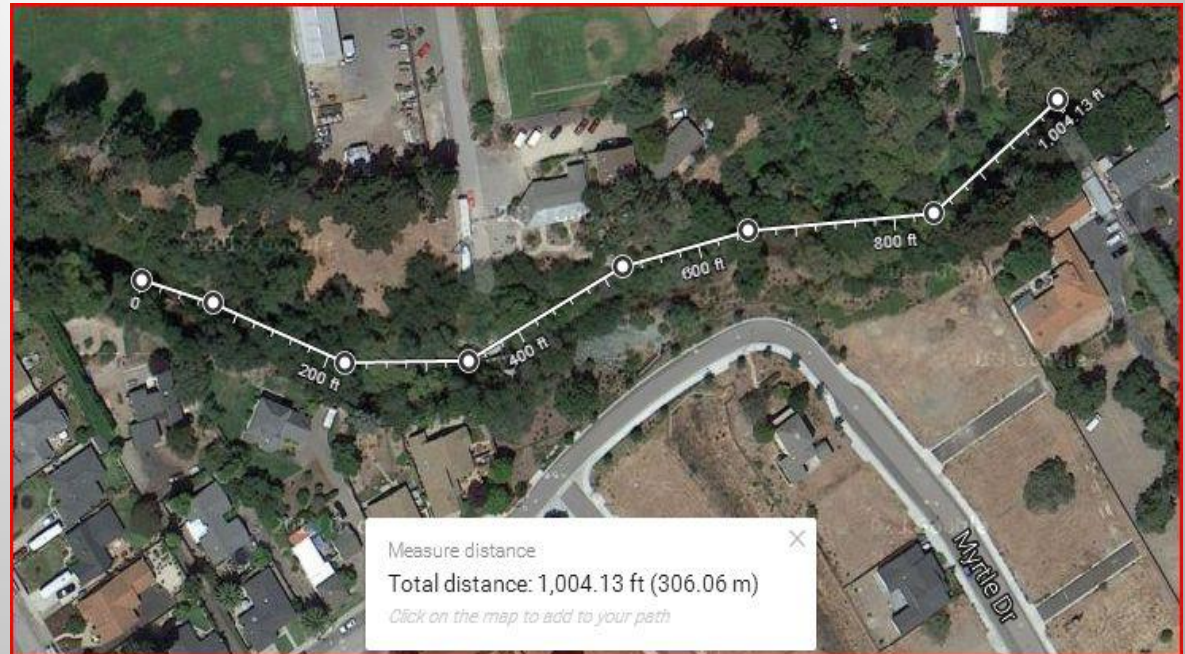 1,004.13 ft
0
200 ft
400 ft
600 ft
800 ft
Myrtle Dr
Measure distance
Total distance: 1,004.13 ft (306.06 m)
Click on the map to add to your path